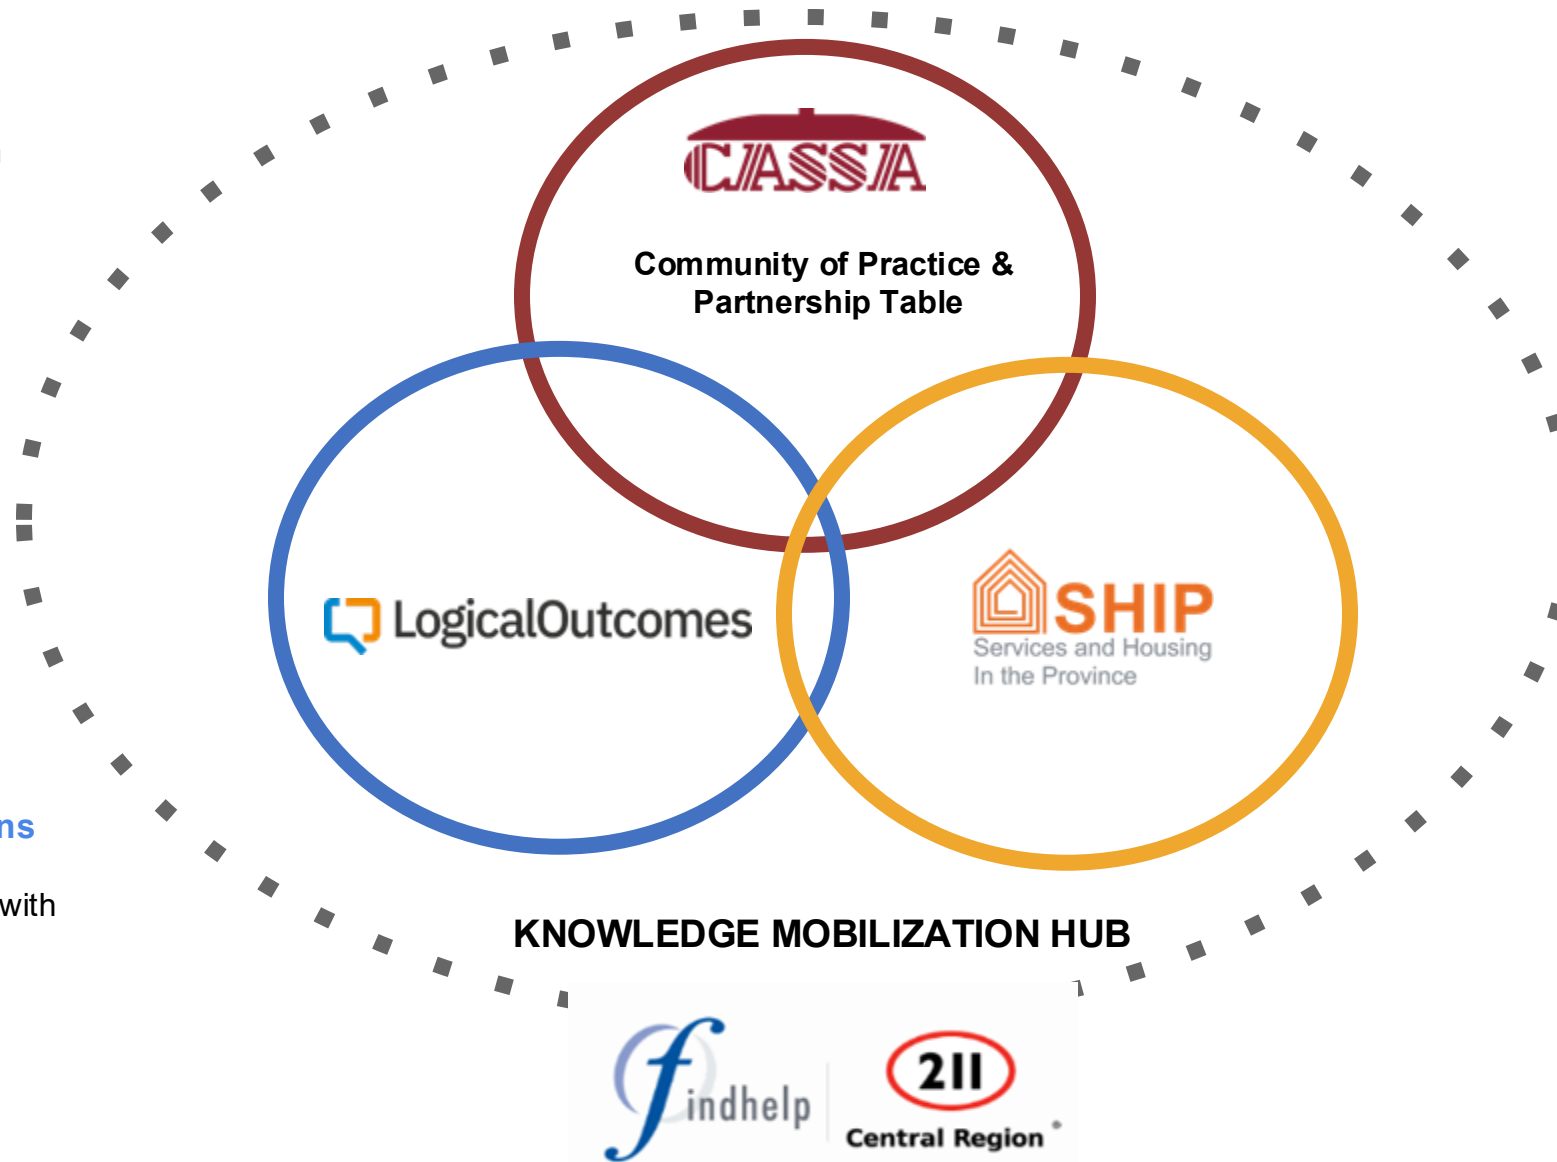 CASSA
Community of Practice &
Partnership Table
LogicalOutcomes
SHIP
Services and Housing
In the Province
ns
with
KNOWLEDGE MOBILIZATION HUB
findhelp
211
Central Region